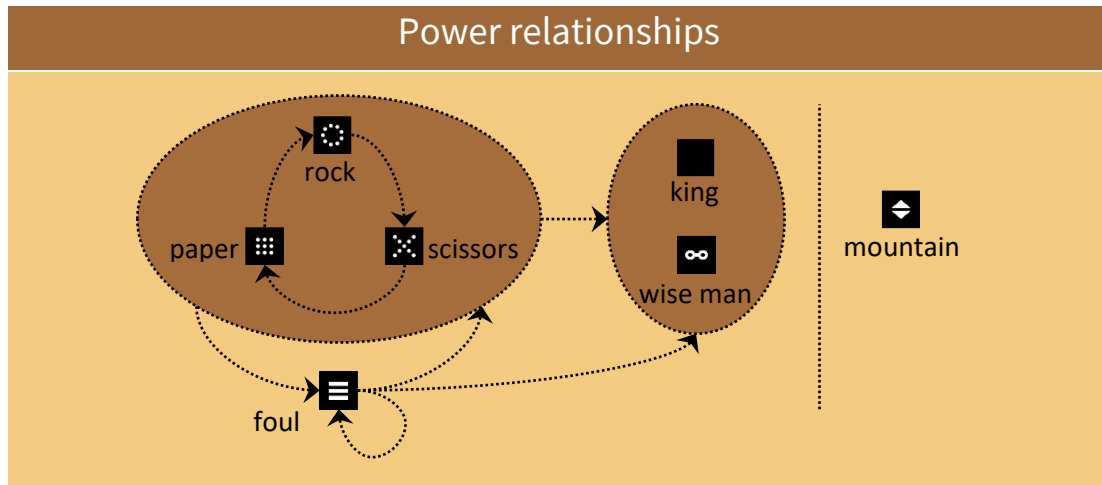 Power relationships
rock
paper
scissors
king
wise man
mountain
foul